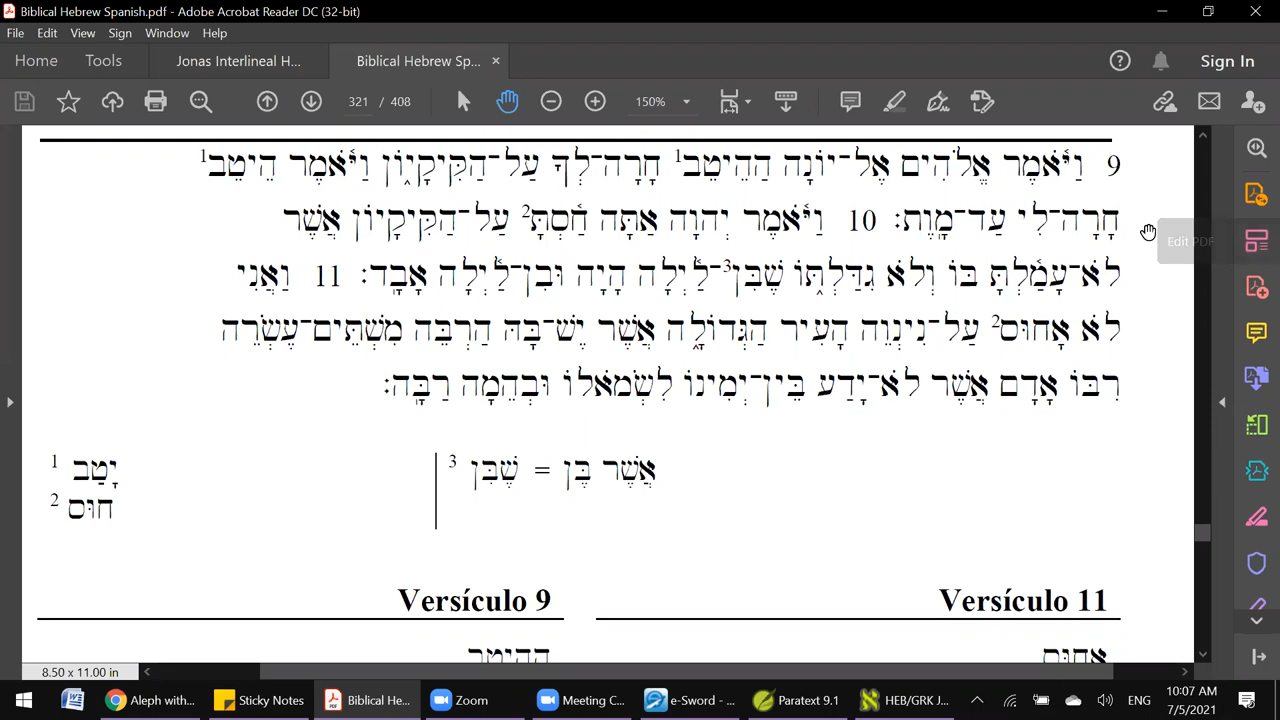 Biblical Hebrew Spanish.pdf - Adobe Acrobat Reader DC (32-bit)
File Edit View Sign Window Help
Home Tools Jonas Interlineal H... Biblical Hebrew Sp... × Sign In
321 / 408 150%
9 וַיֹּאמֶר אֱלֹהִים אֶל־יוֹנָה הַהֵיטֵב1 חָרָה־לְךָ עַל־הַקִּיקָיוֹן וַיֹּאמֶר הֵיטֵב1
חָרָה־לִי עַד־מָוֶת׃ 10 וַיֹּאמֶר יְהוָה אַתָּה חַסְתָּ2 עַל־הַקִּיקָיוֹן אֲשֶׁר
לֹא־עָמַלְתָּ בּוֹ וְלֹא גִדַּלְתּוֹ שֶׁבִּן3־לַיְלָה הָיָה וּבִן־לַיְלָה אָבָד׃ 11 וַאֲנִי
לֹא אָחוּס2 עַל־נִינְוֵה הָעִיר הַגְּדוֹלָה אֲשֶׁר יֶשׁ־בָּהּ הַרְבֵּה מִשְׁתֵּים־עֶשְׂרֵה
רִבּוֹ אָדָם אֲשֶׁר לֹא־יָדַע בֵּין־יְמִינוֹ לִשְׂמֹאלוֹ וּבְהֵמָה רַבָּה׃
1 יָטַב
2 חוּס
3 שֶׁבִּן = אֲשֶׁר בֶּן
Edit PDF
Versículo 9 Versículo 11
8.50 x 11.00 in
Aleph with... Sticky Notes Biblical He... Zoom Meeting C... e-Sword - ... Paratext 9.1 HEB/GRK J... ENG
10:07 AM
7/5/2021